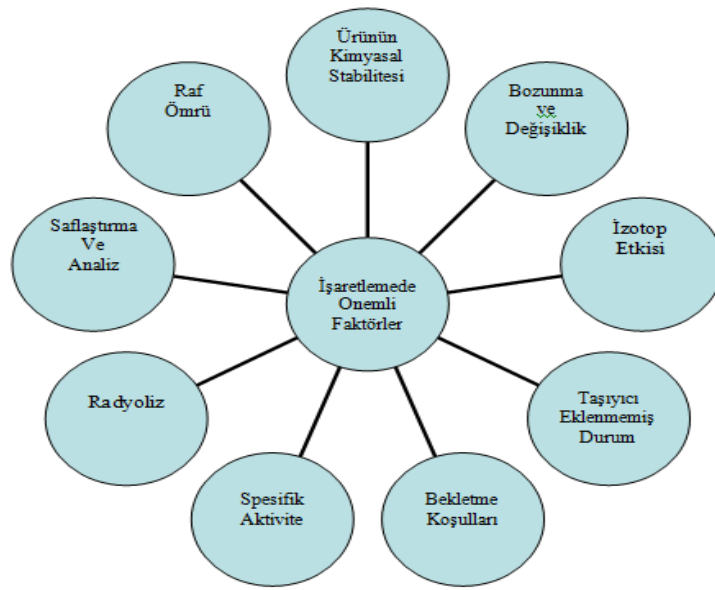 Ürünün
Kimyasal
Stabilitesi
Bozunma
ve
Değişiklik
İzotop
Etkisi
Taşıyıcı
Eklenmemiş
Durum
Bekletme
Koşulları
Spesifik
Aktivite
Radyoliz
Saflaştırma
Ve
Analiz
Raf
Ömrü
İşaretlemede
Onemli
Faktörler